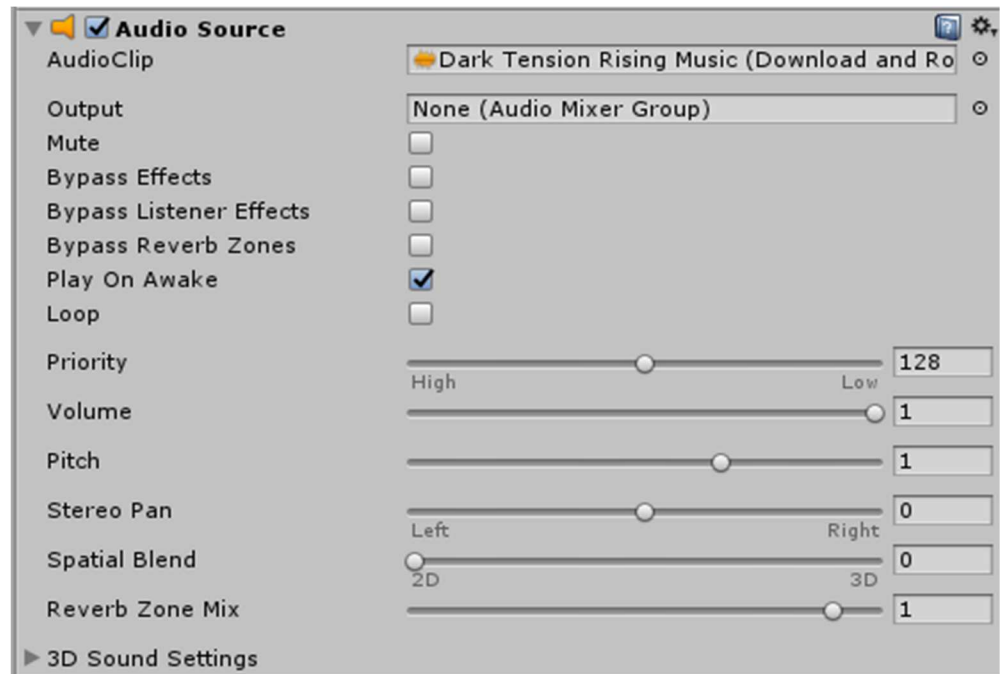 Audio Source
AudioClip Dark Tension Rising Music (Download and Ro
Output None (Audio Mixer Group)
Mute
Bypass Effects
Bypass Listener Effects
Bypass Reverb Zones
Play On Awake
Loop
Priority 128
High Low
Volume 1
Pitch 1
Stereo Pan 0
Left Right
Spatial Blend 0
2D 3D
Reverb Zone Mix 1
3D Sound Settings